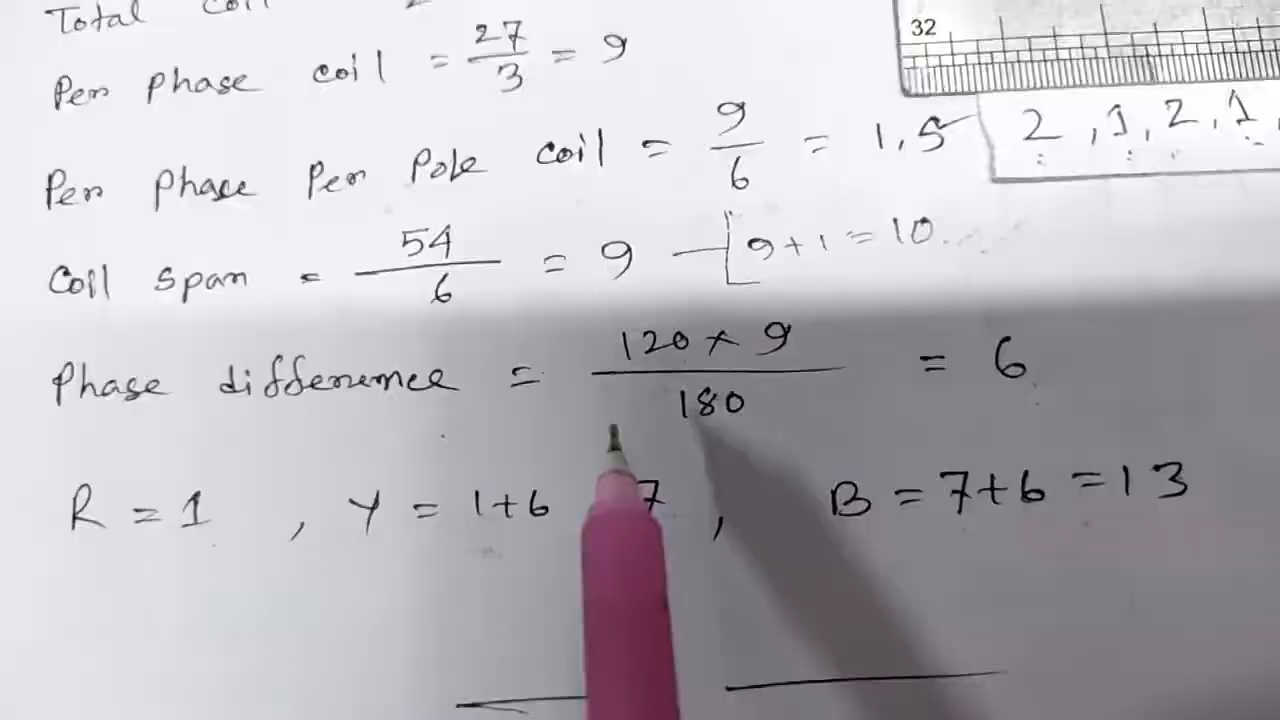 Total
Per phase coil = 27/3 = 9
32
Per Phase Per Pole coil = 9/6 = 1,5
2, 1, 2, 1,
Coil span = 54/6 = 9 [9+1=10
Phase difference = 120×9/180 = 6
R = 1, Y = 1+6 7, B = 7+6 = 13